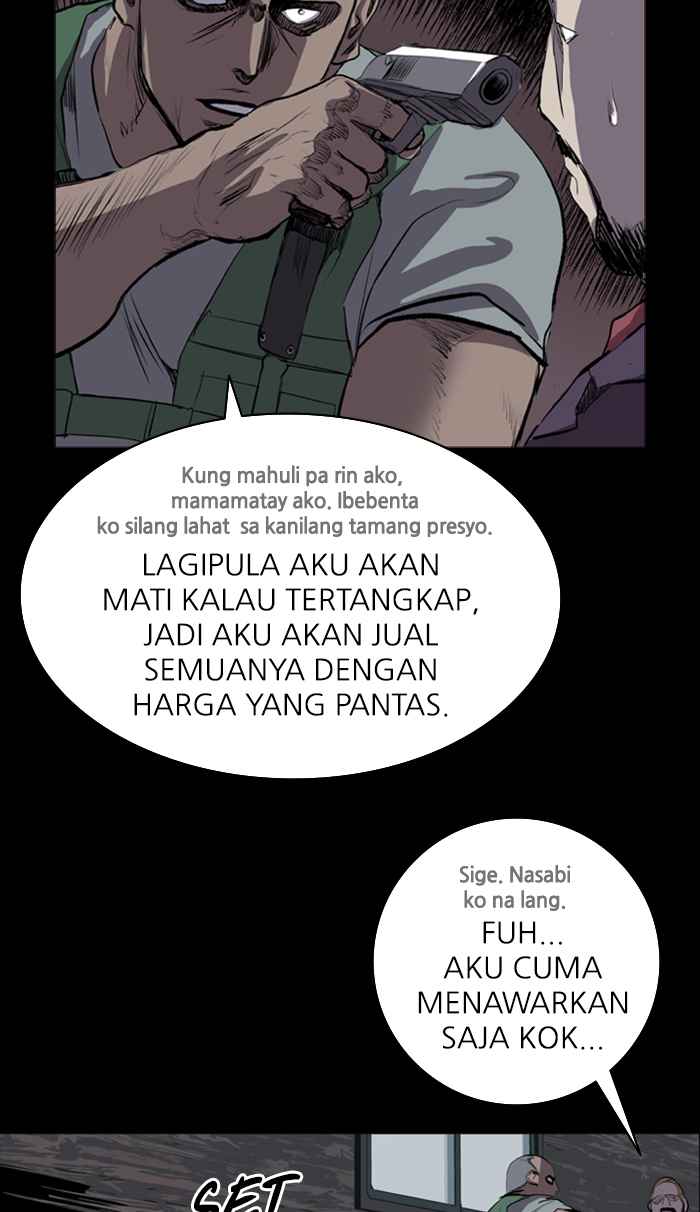 Kung mahuli pa rin ako,
mamamatay ako. Ibebenta
ko silang lahat sa kanilang tamang presyo.
LAGIPULA AKU AKAN
MATI KALAU TERTANGKAP,
JADI AKU AKAN JUAL
SEMUANYA DENGAN
HARGA YANG PANTAS.
Sige. Nasabi
ko na lang.
FUH...
AKU CUMA
MENAWARKAN
SAJA KOK...
SET